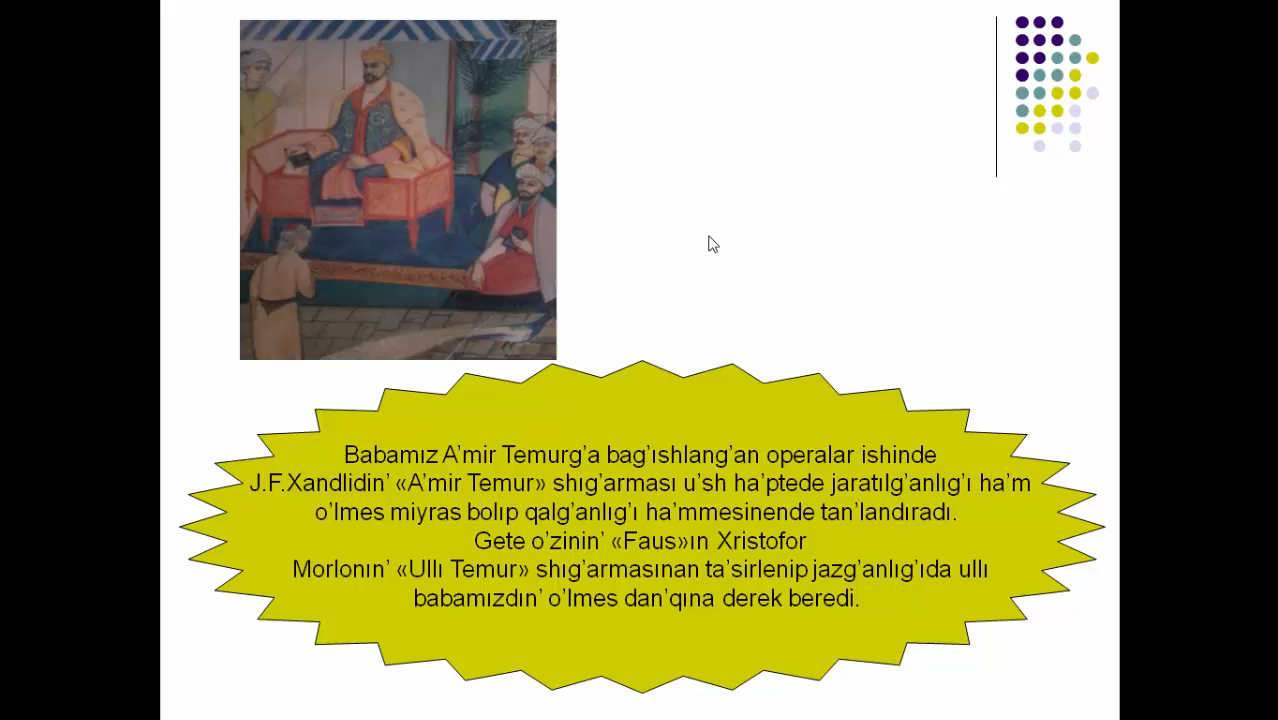 Babamız A’mir Temurg’a bag’ıshlang’an operalar ishinde
J.F.Xandlidin’ «A’mir Temur» shıg’arması u’sh ha’ptede jaratılg’anlıg’ı ha’m
o’lmes miyras bolıp qalg’anlıg’ı ha’mmesinende tan’landıradı.
Gete o’zinin’ «Faus»ın Xristofor
Morlonın’ «Ullı Temur» shıg’armasınan ta’sirlenip jazg’anlıg’ıda ullı
babamızdın’ o’lmes dan’qına derek beredi.